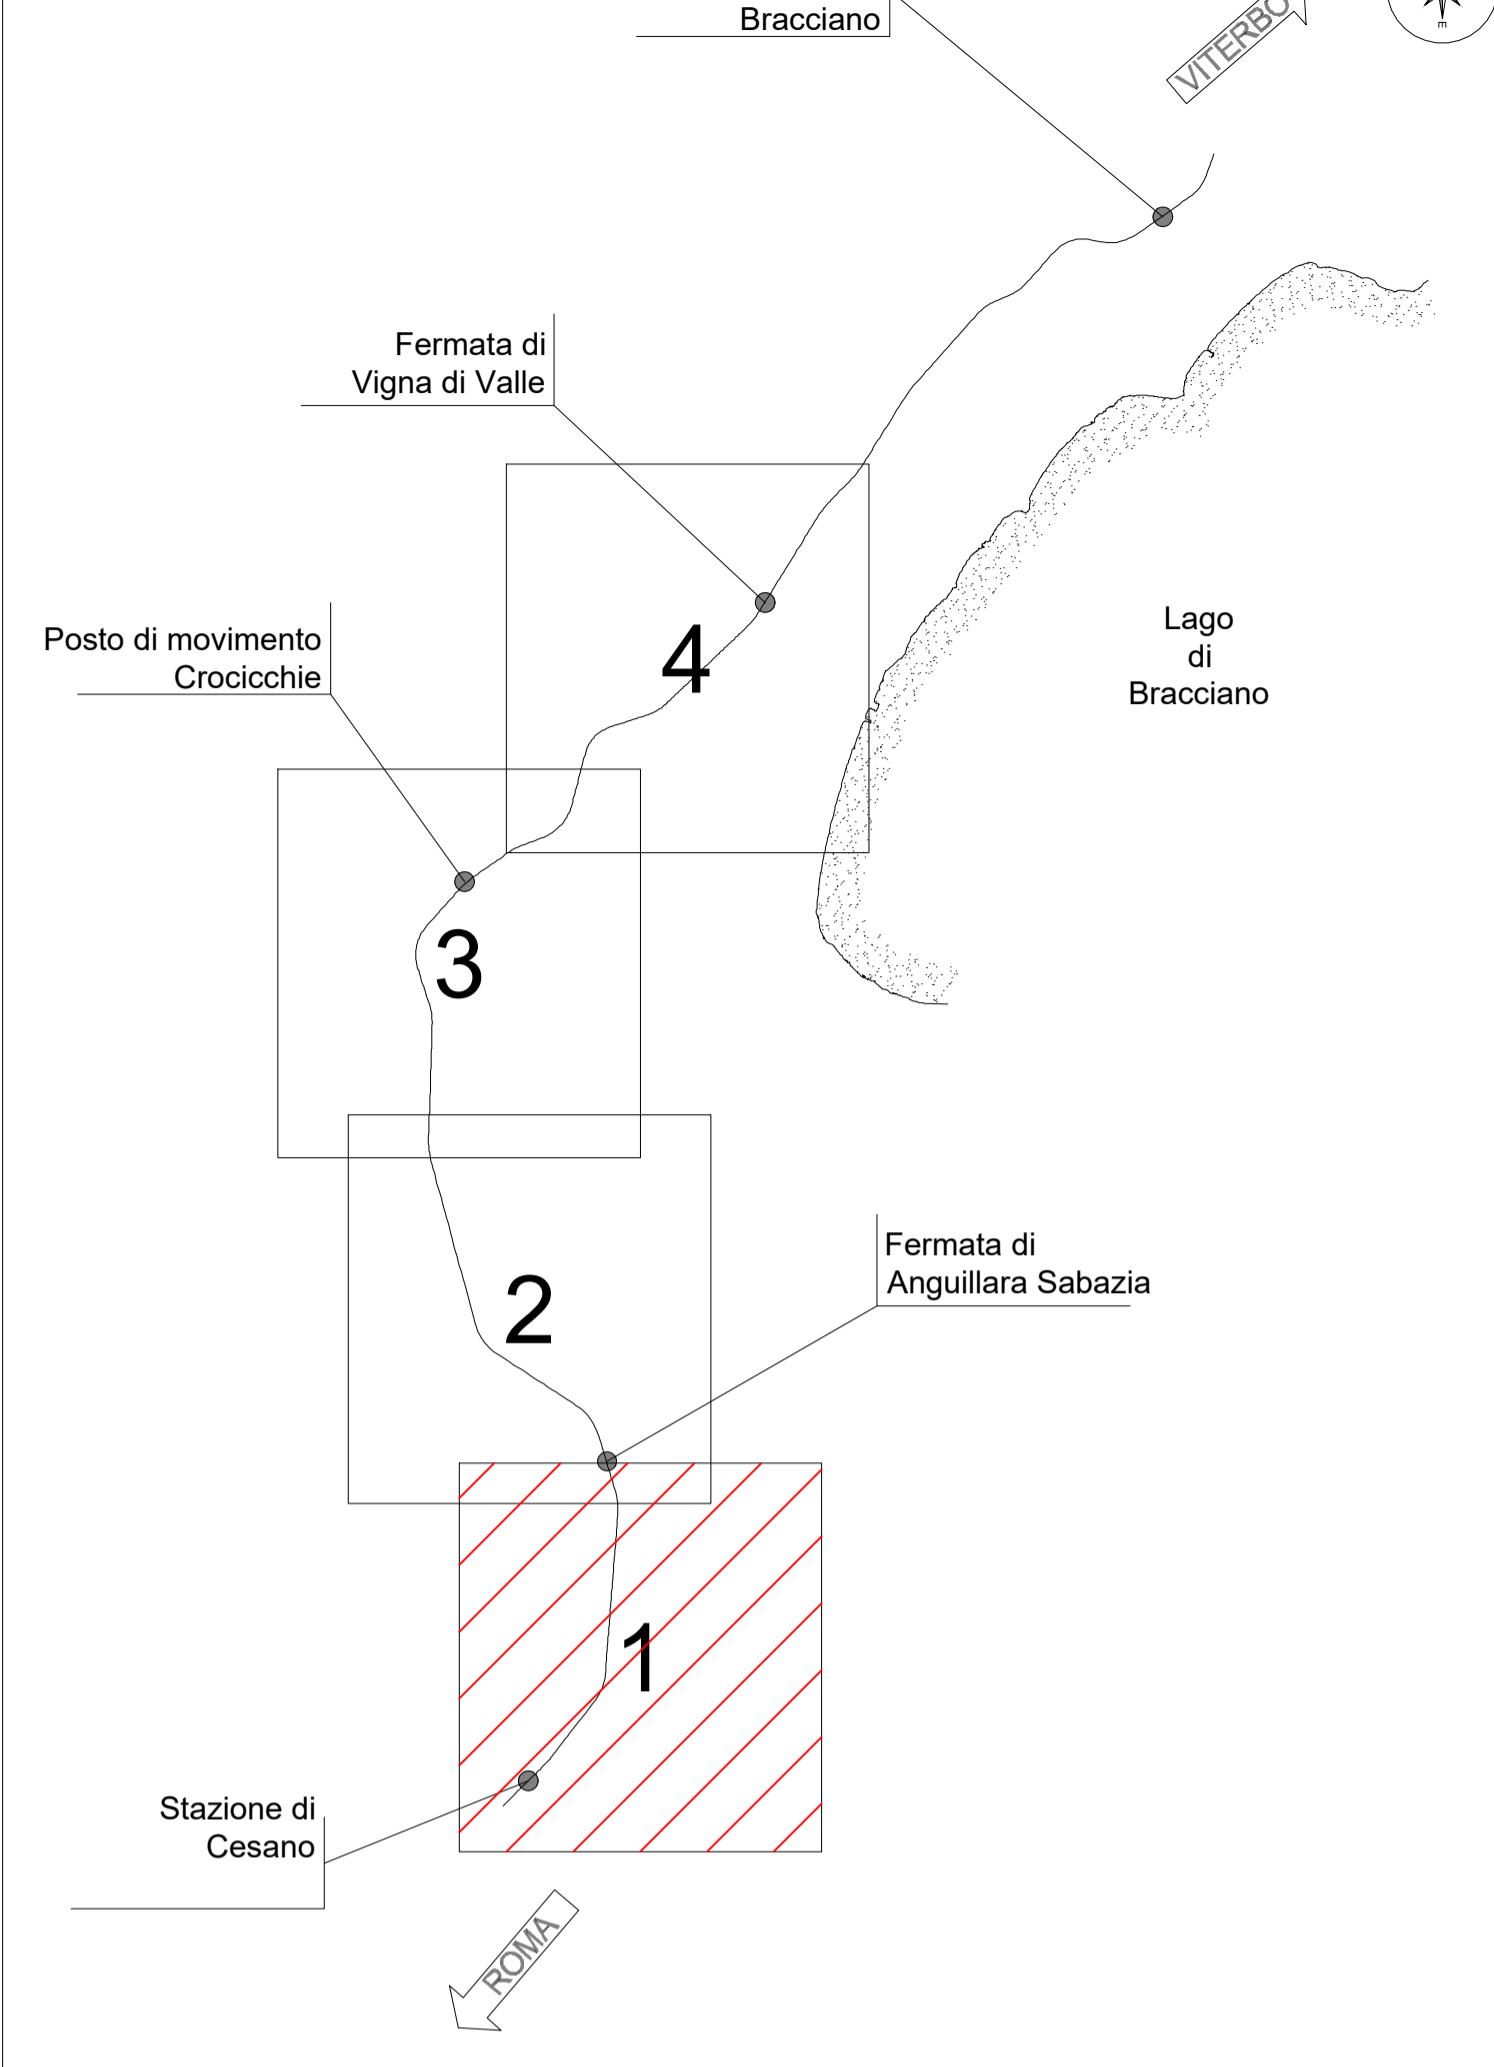 Bracciano
VITERBO
E
Fermata di
Vigna di Valle
4
Posto di movimento
Crocicchie
Lago
di
Bracciano
3
Fermata di
Anguillara Sabazia
2
1
Stazione di
Cesano
ROMA